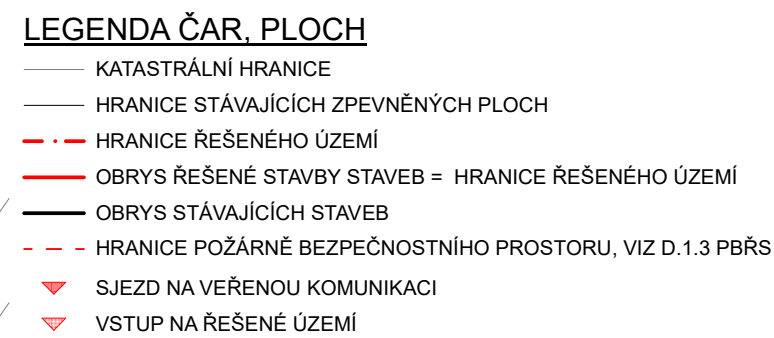 LEGENDA ČAR, PLOCH
KATASTRÁLNÍ HRANICE
HRANICE STÁVAJÍCÍCH ZPEVNĚNÝCH PLOCH
HRANICE ŘEŠENÉHO ÚZEMÍ
OBRYS ŘEŠENÉ STAVBY STAVEB = HRANICE ŘEŠENÉHO ÚZEMÍ
OBRYS STÁVAJÍCÍCH STAVEB
HRANICE POŽÁRNĚ BEZPEČNOSTNÍHO PROSTORU, VIZ D.1.3 PBŘS
SJEZD NA VEŘENOU KOMUNIKACI
VSTUP NA ŘEŠENÉ ÚZEMÍ